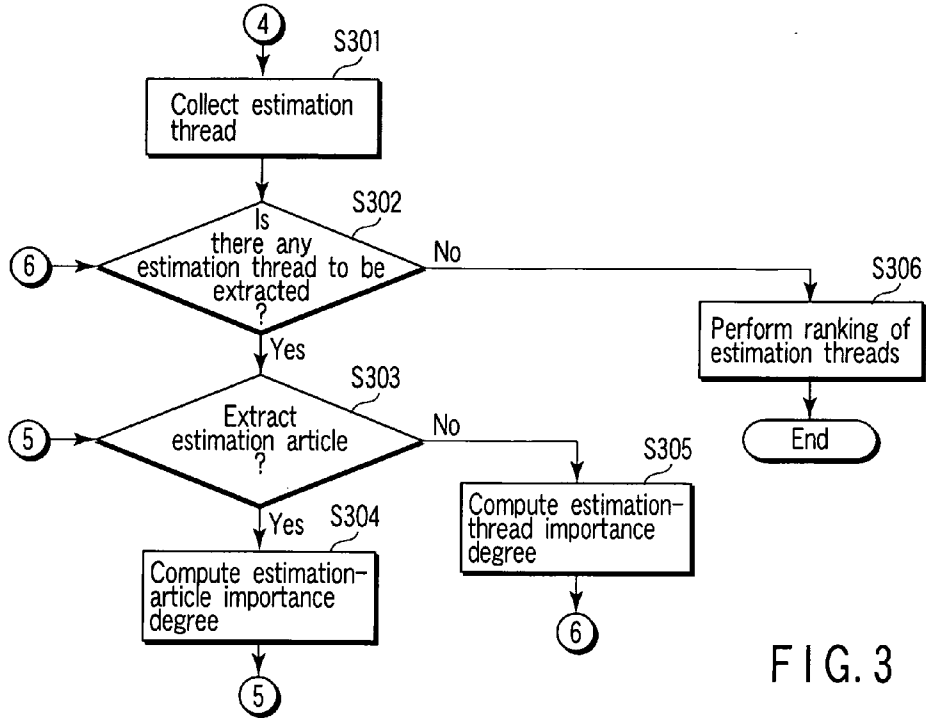 4
S301
Collect estimation
thread
S302
Is
there any
estimation thread to be
extracted
?
6
No
Yes
S306
Perform ranking of
estimation threads
End
S303
Extract
estimation article
?
5
No
Yes
S305
Compute estimation-
thread importance
degree
6
S304
Compute estimation-
article importance
degree
5
FIG. 3